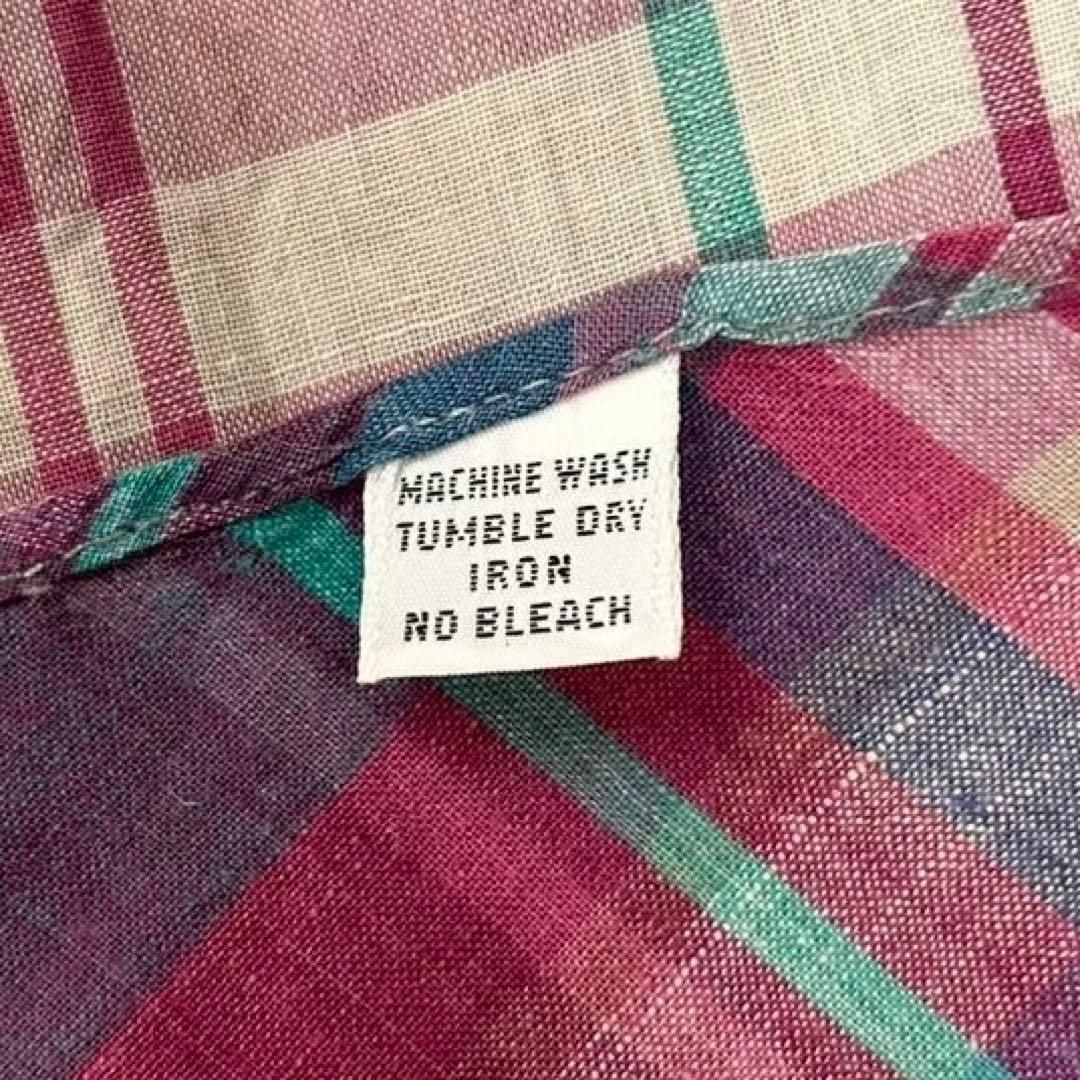 MACHINE WASH
TUMBLE DRY
IRON
NO BLEACH